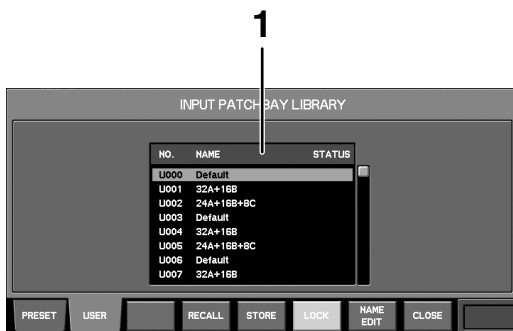 1
INPUT PATCHBAY LIBRARY
NO. NAME STATUS
U000 Default
U001 32A+16B
U002 24A+16B+8C
U003 Default
U004 32A+16B
U005 24A+16B+8C
U006 Default
U007 32A+16B
PRESET USER RECALL STORE LOCK NAME EDIT CLOSE